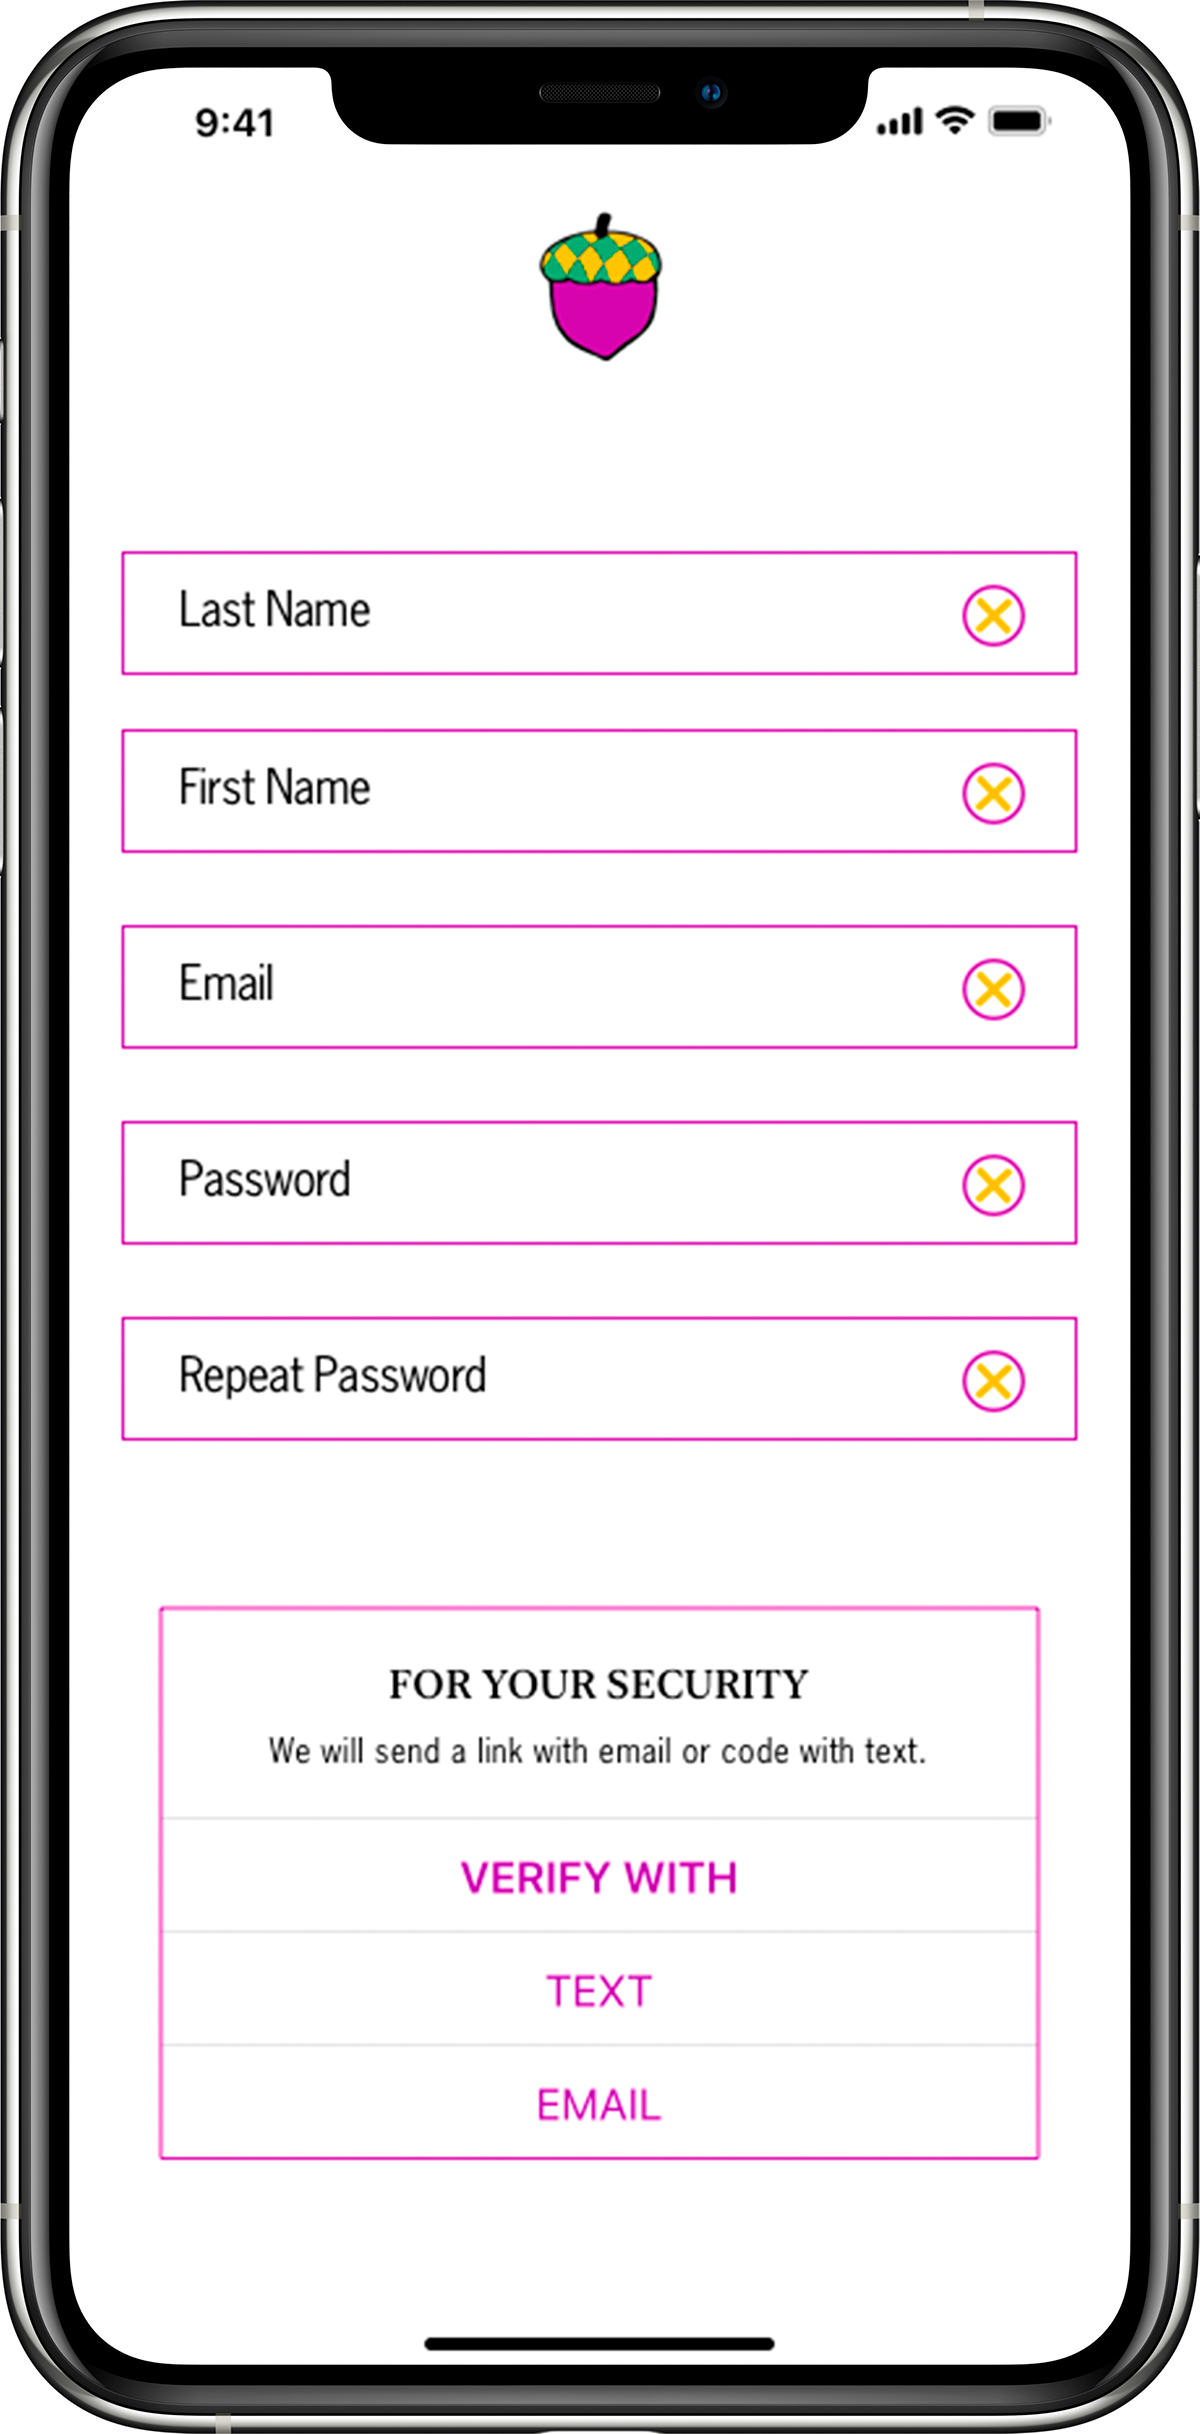 9:41
Last Name
First Name
Email
Password
Repeat Password
FOR YOUR SECURITY
We will send a link with email or code with text.
VERIFY WITH
TEXT
EMAIL